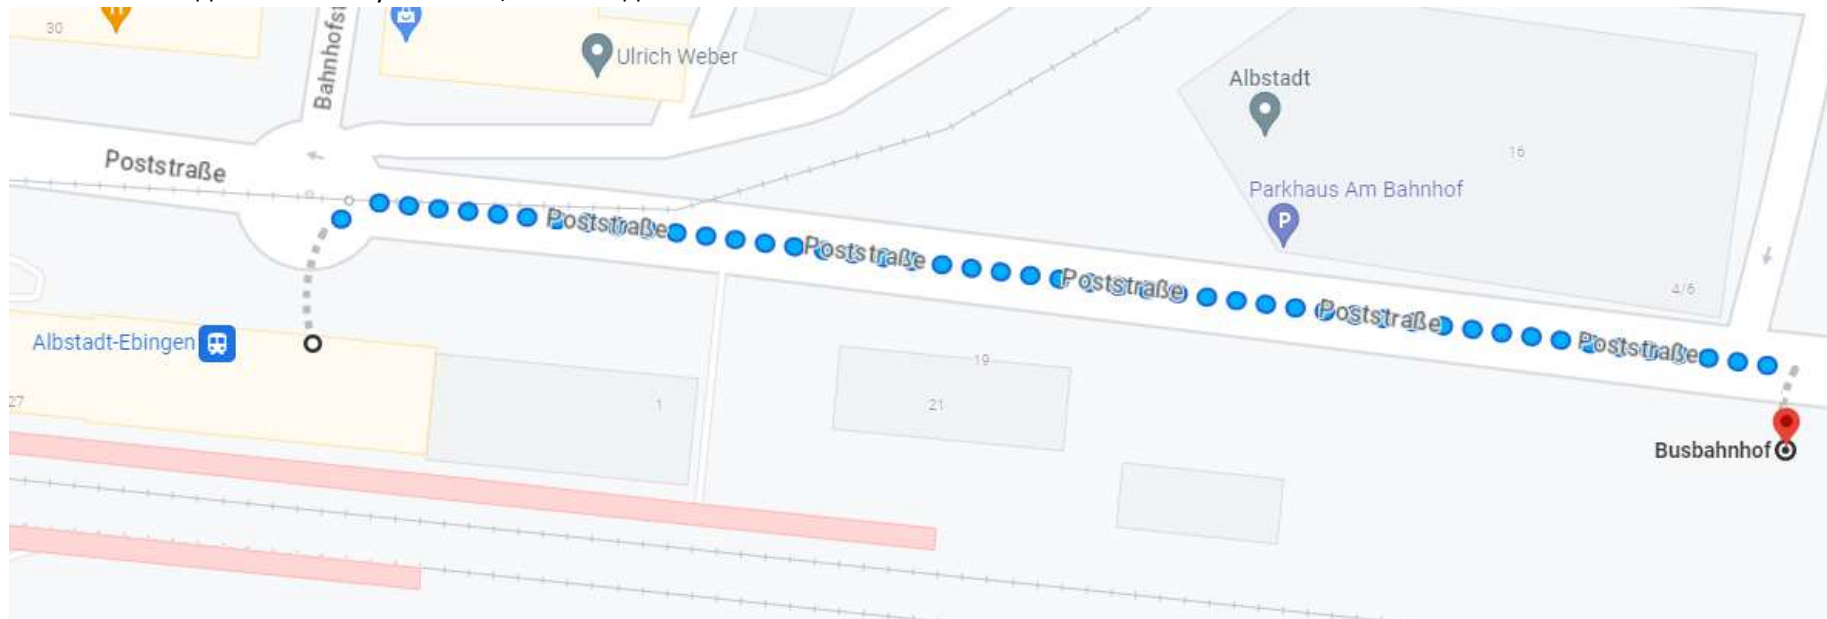 30
Bahnhofst
Ulrich Weber
Albstadt
16
Poststraße
Parkhaus Am Bahnhof
P
Poststraße
Poststraße
Poststraße
Poststraße
Poststraße
4/6
Albstadt-Ebingen
19
27
1
21
Busbahnhof